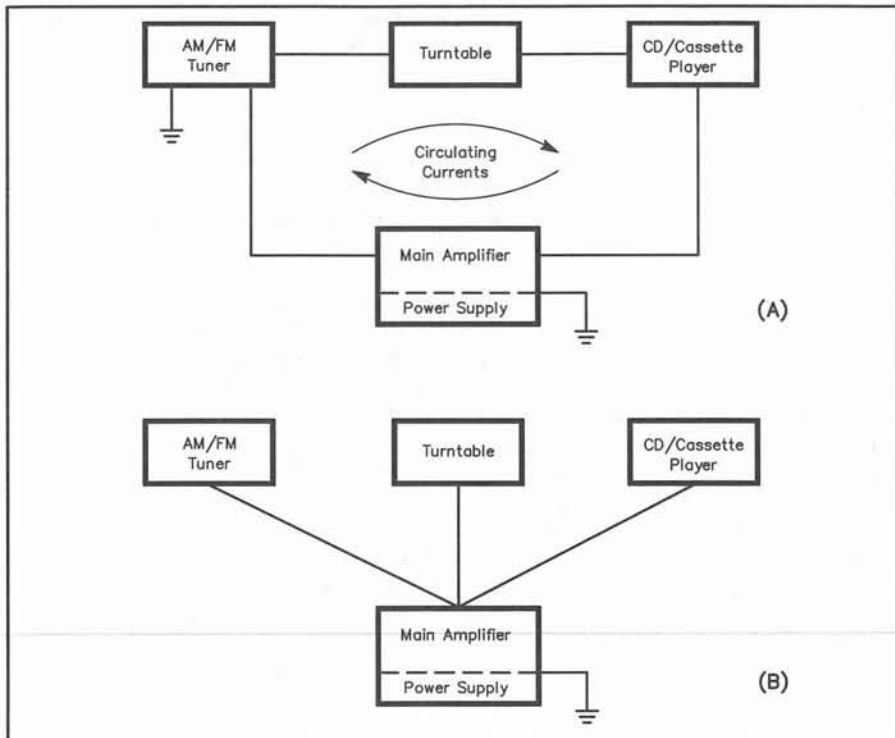 AM/FM
Tuner
Turntable
CD/Cassette
Player
Circulating
Currents
Main Amplifier
Power Supply
(A)
AM/FM
Tuner
Turntable
CD/Cassette
Player
Main Amplifier
Power Supply
(B)